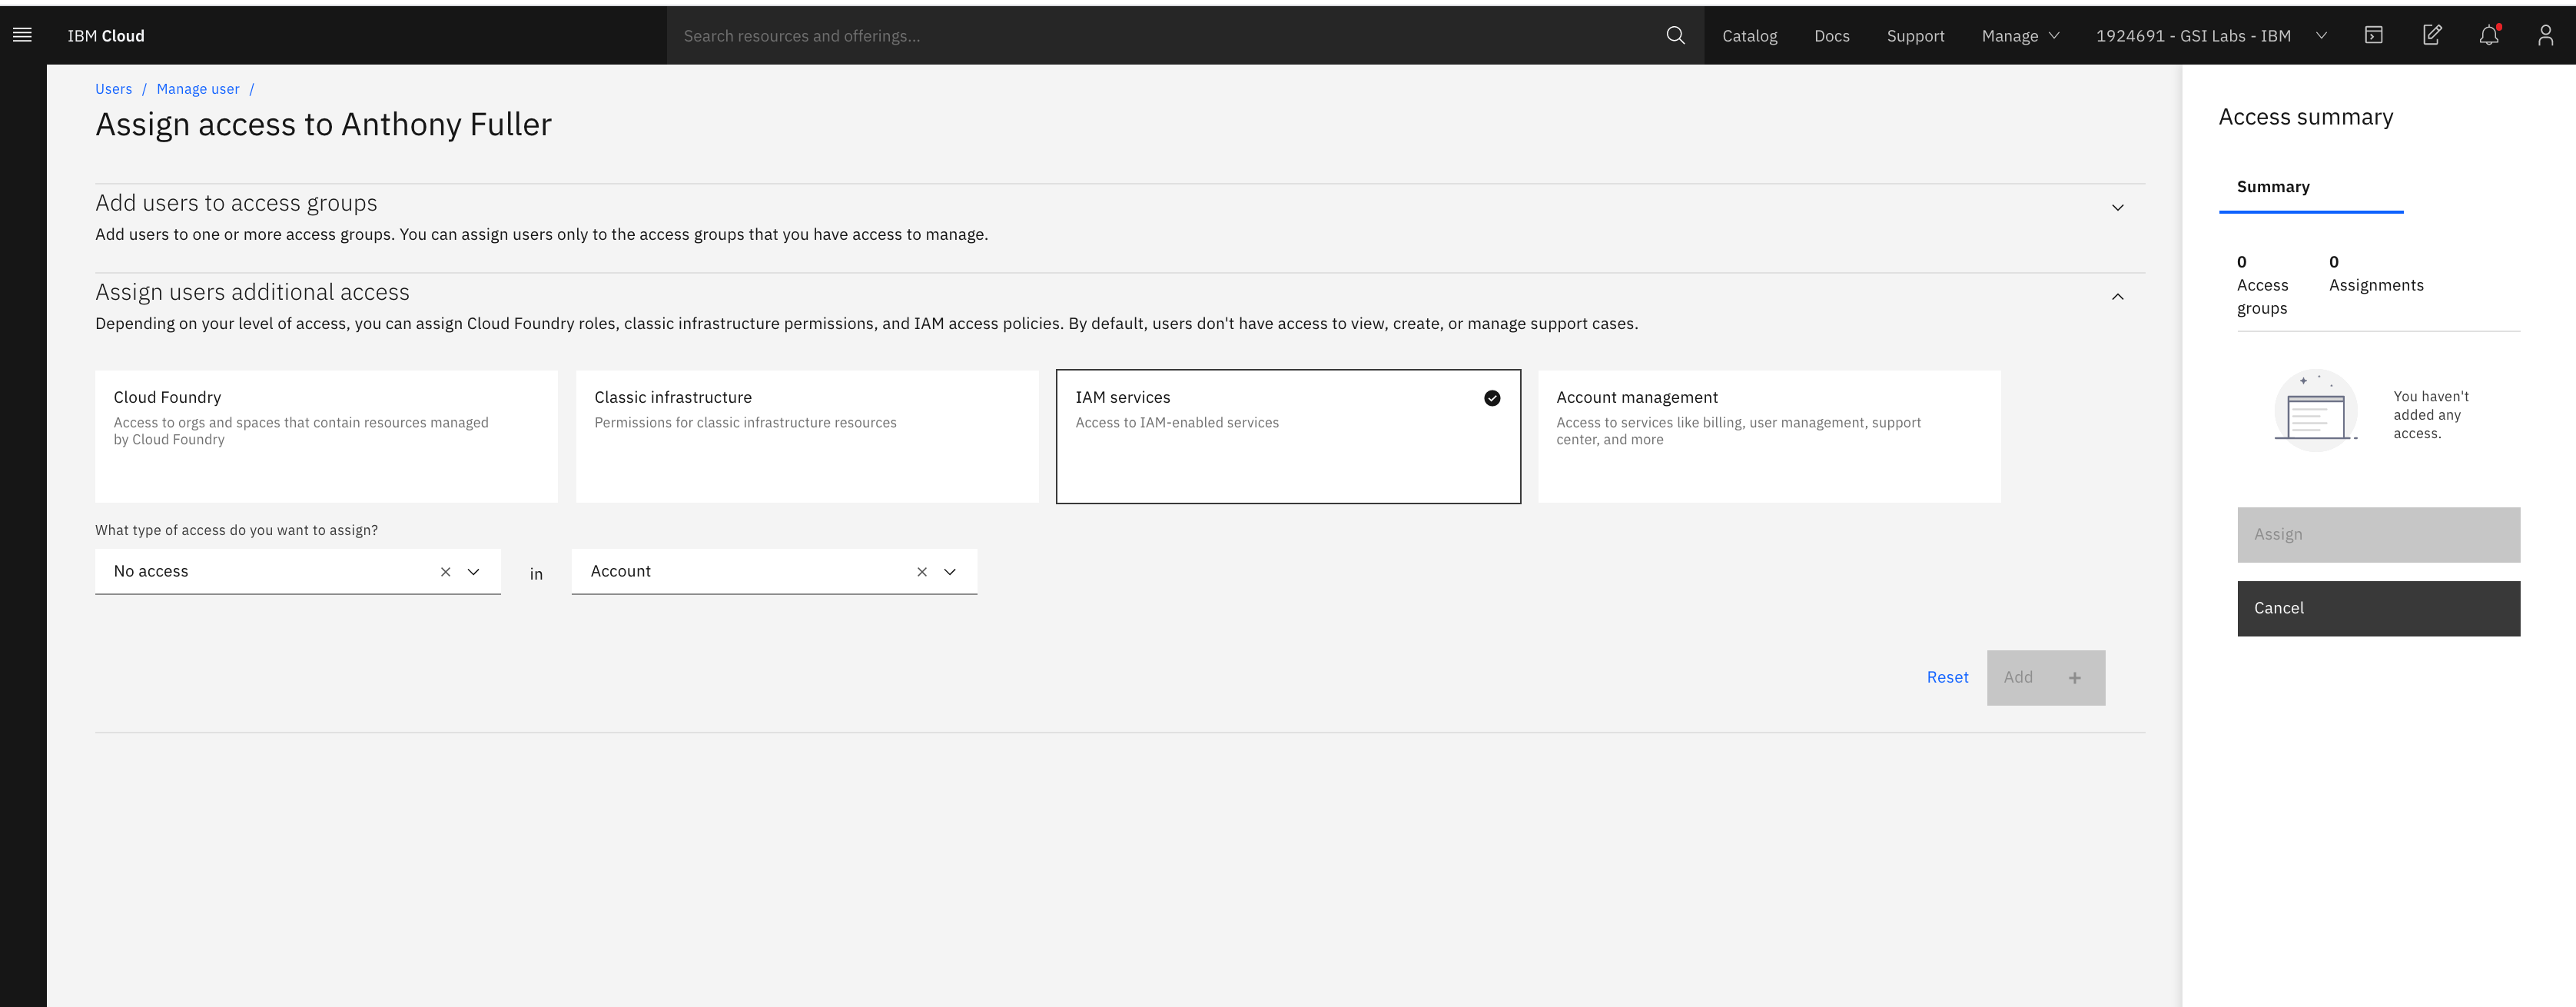 IBM Cloud
Search resources and offerings...
Catalog
Docs
Support
Manage
1924691 - GSI Labs - IBM
Users / Manage user /
Assign access to Anthony Fuller
Add users to access groups
Add users to one or more access groups. You can assign users only to the access groups that you have access to manage.
Assign users additional access
Depending on your level of access, you can assign Cloud Foundry roles, classic infrastructure permissions, and IAM access policies. By default, users don't have access to view, create, or manage support cases.
Cloud Foundry
Access to orgs and spaces that contain resources managed
by Cloud Foundry
Classic infrastructure
Permissions for classic infrastructure resources
IAM services
Access to IAM-enabled services
Account management
Access to services like billing, user management, support
center, and more
What type of access do you want to assign?
No access
in
Account
Reset
Add +
Access summary
Summary
0
Access
groups
0
Assignments
You haven't
added any
access.
Assign
Cancel